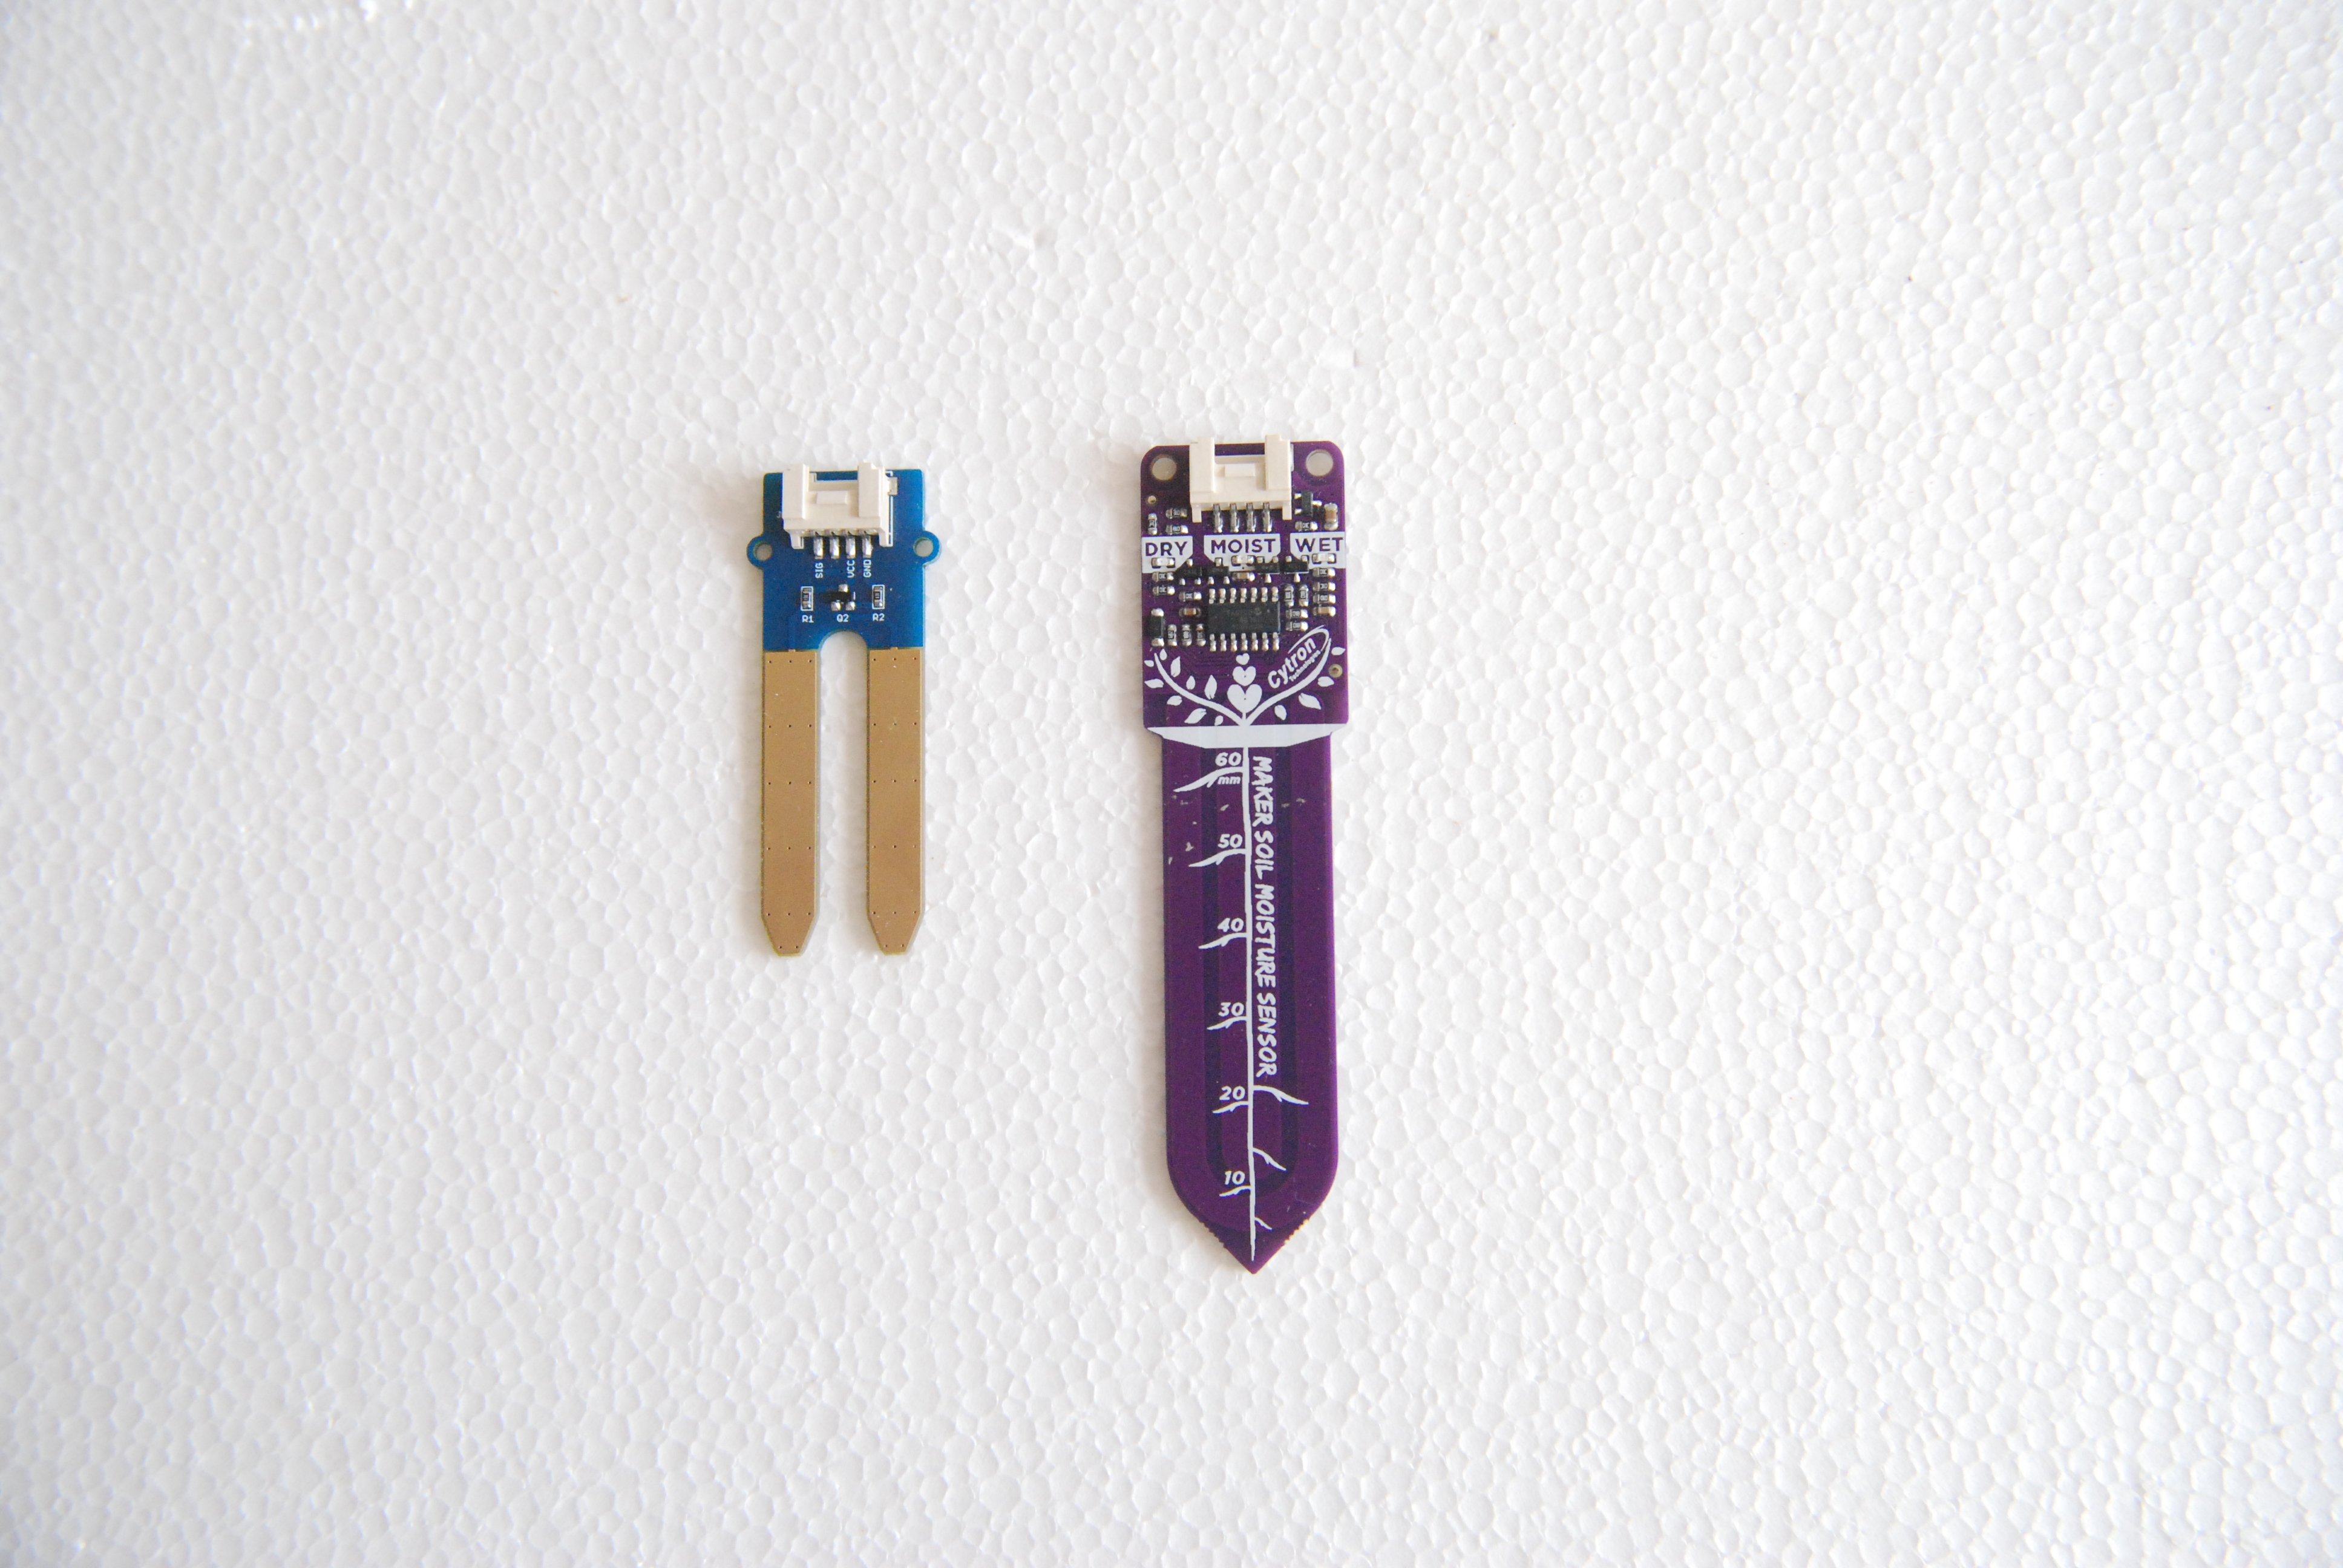 SIG
VCC
GND
R1
Q2
R2
DRY
MOIST
WET
Cytron
Technologies
60
mm
MAKER SOIL MOISTURE SENSOR
50
40
30
20
10